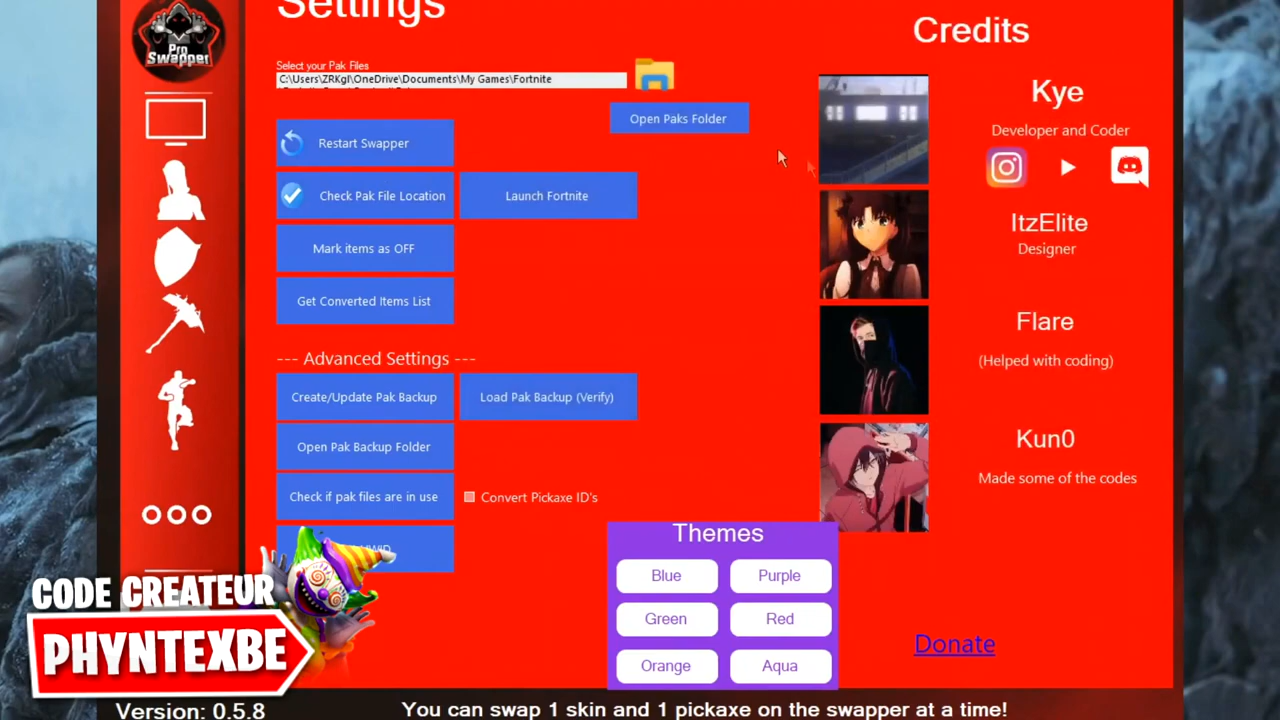 Settings
Credits
Pro
Swapper
Select your Pak Files
C:\Users\ZRKgl\OneDrive\Documents\My Games\Fortnite
Open Paks Folder
Kye
Developer and Coder
Restart Swapper
Check Pak File Location
Launch Fortnite
ItzElite
Designer
Mark items as OFF
Get Converted Items List
Flare
(Helped with coding)
--- Advanced Settings ---
Create/Update Pak Backup
Load Pak Backup (Verify)
Open Pak Backup Folder
Kun0
Made some of the codes
Check if pak files are in use
Convert Pickaxe ID's
Themes
Blue
Purple
Green
Red
Orange
Aqua
Donate
CODE CREATEUR
PHYNTEXBE
Version: 0.5.8
You can swap 1 skin and 1 pickaxe on the swapper at a time!